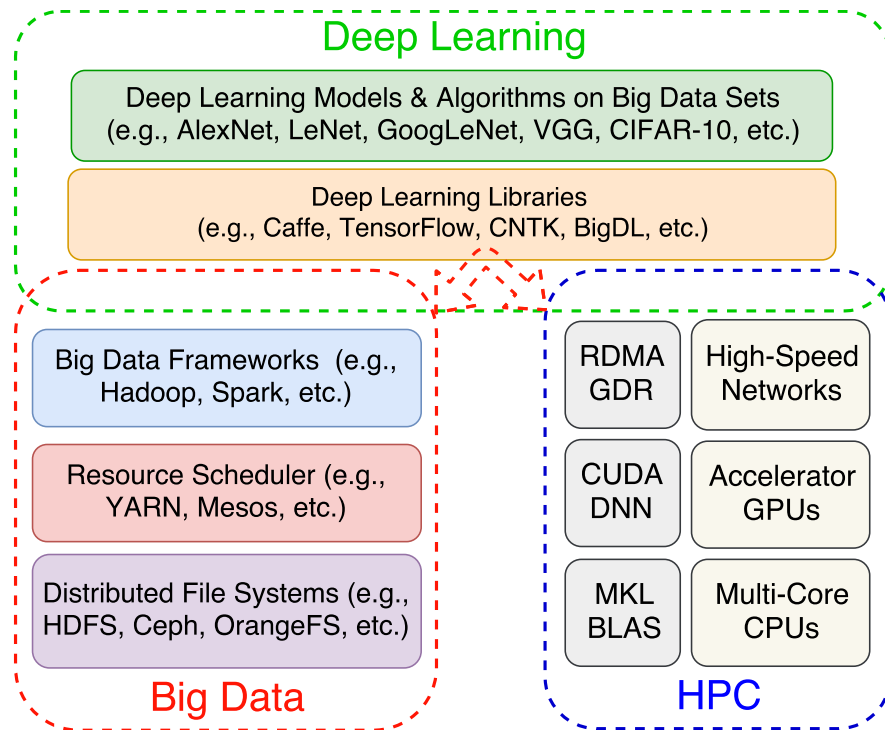 Deep Learning
Deep Learning Models & Algorithms on Big Data Sets
(e.g., AlexNet, LeNet, GoogLeNet, VGG, CIFAR-10, etc.)
Deep Learning Libraries
(e.g., Caffe, TensorFlow, CNTK, BigDL, etc.)
Big Data Frameworks (e.g.,
Hadoop, Spark, etc.)
Resource Scheduler (e.g.,
YARN, Mesos, etc.)
Distributed File Systems (e.g.,
HDFS, Ceph, OrangeFS, etc.)
Big Data
RDMA
GDR
High-Speed
Networks
CUDA
DNN
Accelerator
GPUs
MKL
BLAS
Multi-Core
CPUs
HPC